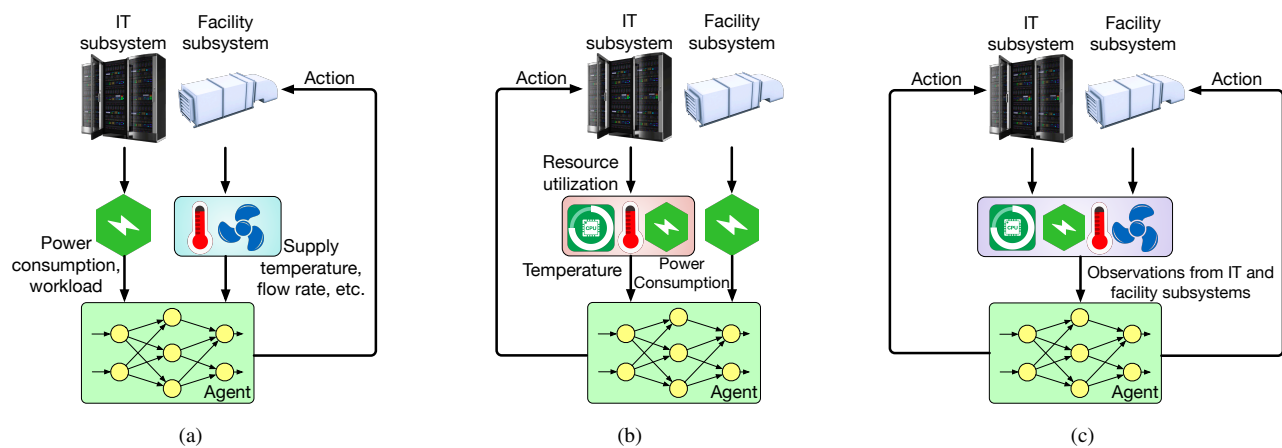 IT
subsystem
Facility
subsystem
Action
Power
consumption,
workload
Supply
temperature,
flow rate, etc.
Agent
(a)
IT
subsystem
Facility
subsystem
Action
Resource
utilization
CPU
Temperature
Power
Consumption
Agent
(b)
IT
subsystem
Facility
subsystem
Action
Action
CPU
Observations from IT and
facility subsystems
Agent
(c)